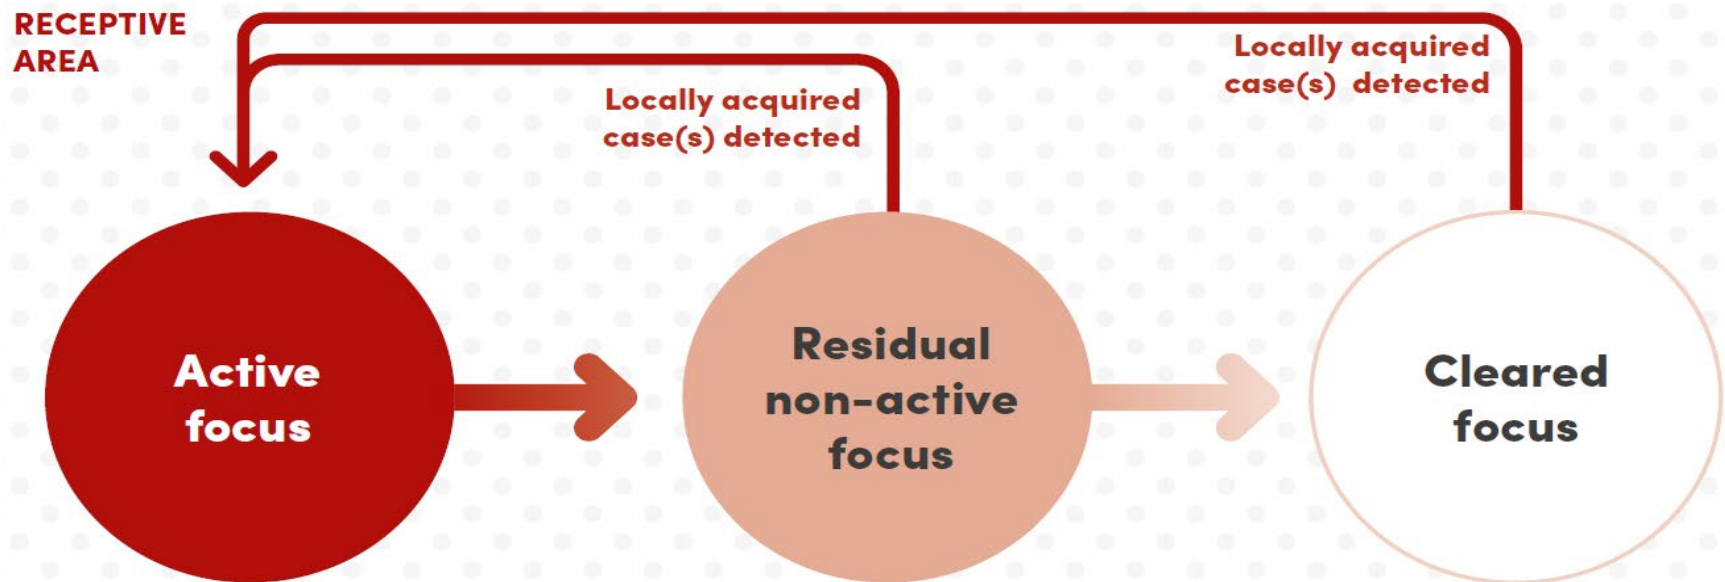 RECEPTIVE
AREA
Locally acquired
case(s) detected
Locally acquired
case(s) detected
Active
focus
Residual
non-active
focus
Cleared
focus